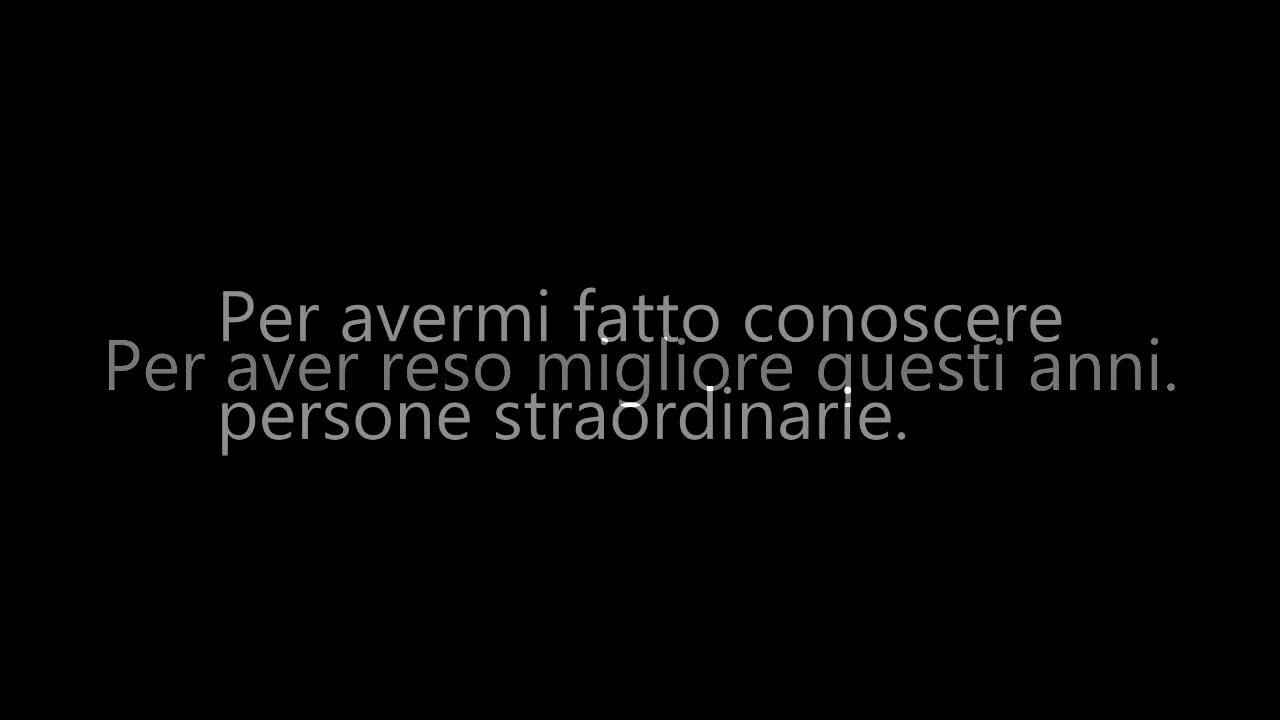 Per avermi fatto conoscere
Per aver reso migliore questi anni.
persone straordinarie.